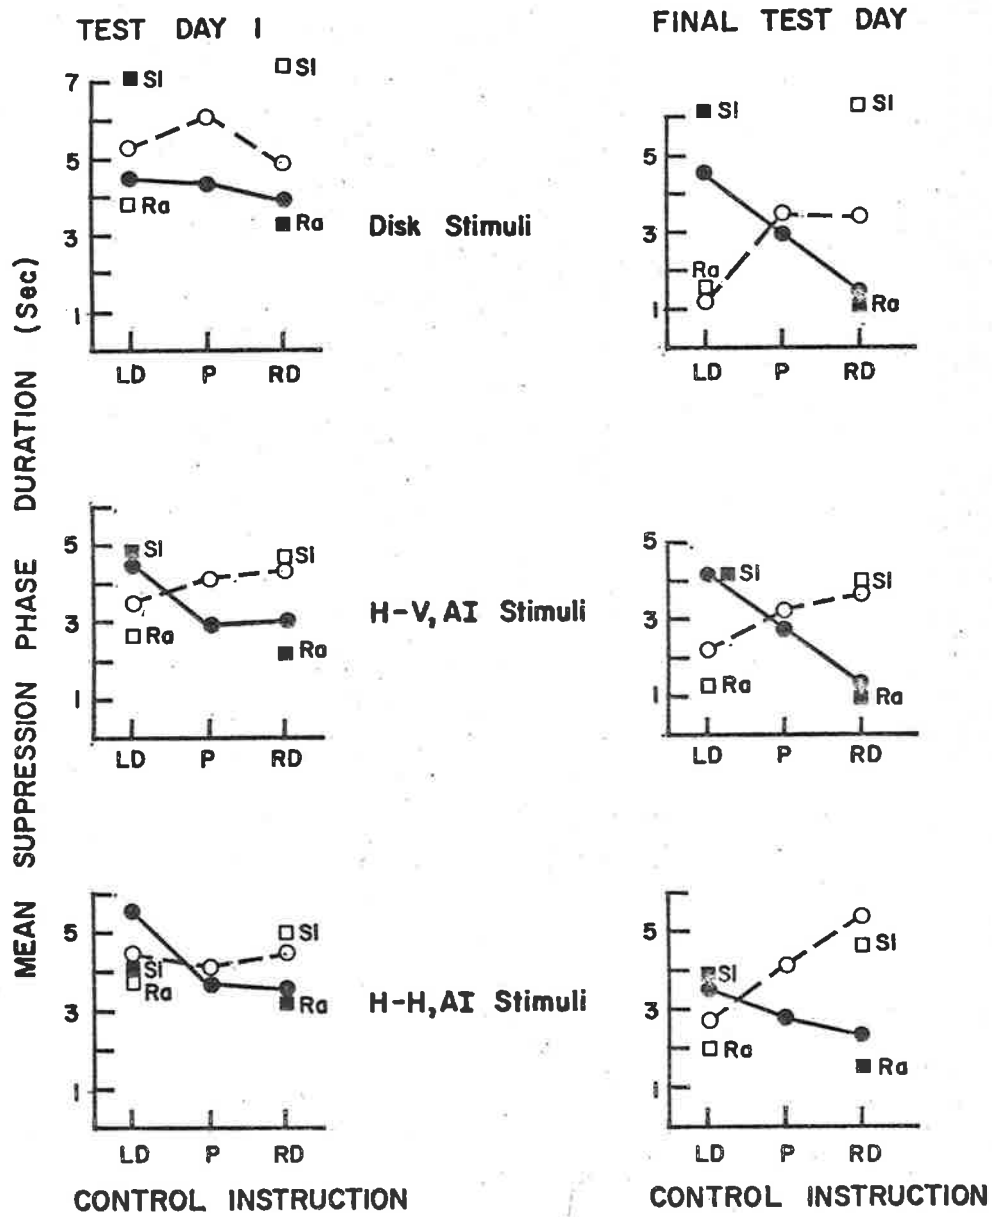 TEST DAY 1
FINAL TEST DAY
MEAN SUPPRESSION PHASE DURATION (Sec)
7
5
3
1
SI
SI
Ra
Ra
LD P RD
Disk Stimuli
5
3
1
SI
SI
Ra
Ra
LD P RD
5
3
1
SI
SI
Ra
Ra
LD P RD
H-V, AI Stimuli
5
3
1
SI
SI
Ra
Ra
LD P RD
5
3
1
SI
SI
Ra
Ra
LD P RD
H-H, AI Stimuli
5
3
1
SI
SI
Ra
Ra
LD P RD
CONTROL INSTRUCTION
CONTROL INSTRUCTION